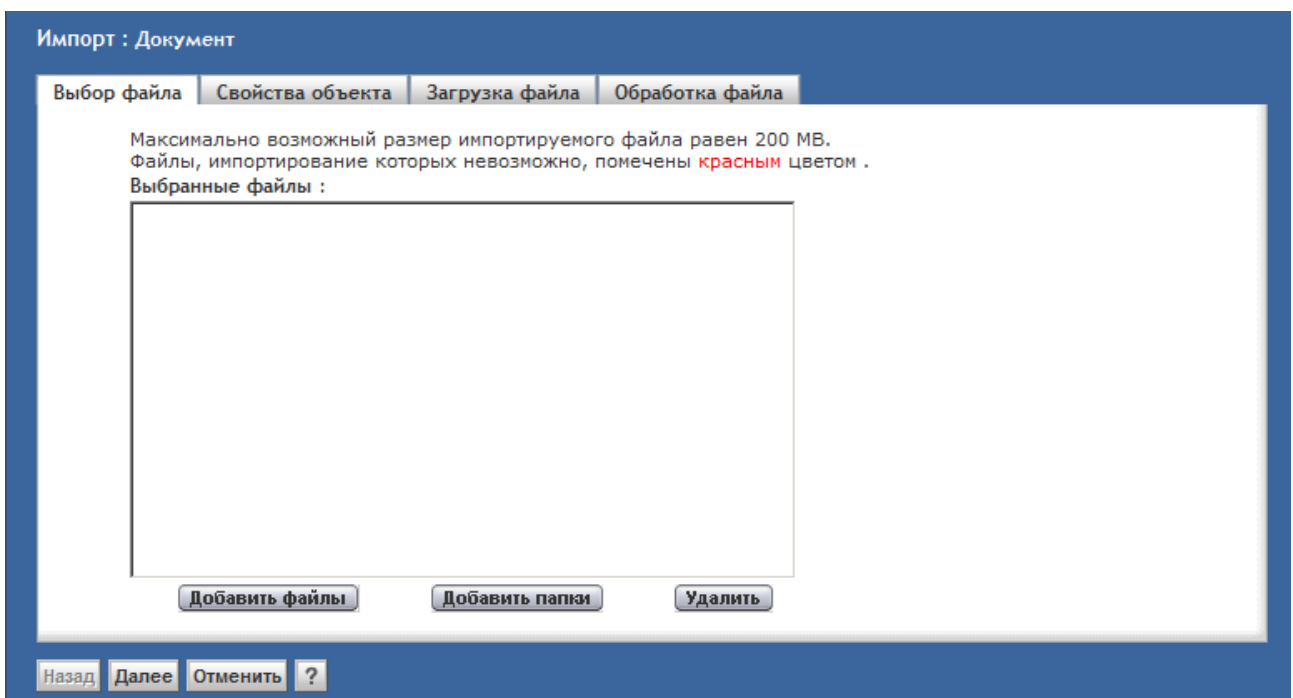 Импорт : Документ
Выбор файла Свойства объекта Загрузка файла Обработка файла
Максимально возможный размер импортируемого файла равен 200 MB.
Файлы, импортирование которых невозможно, помечены красным цветом .
Выбранные файлы :
Добавить файлы Добавить папки Удалить
Назад Далее Отменить ?